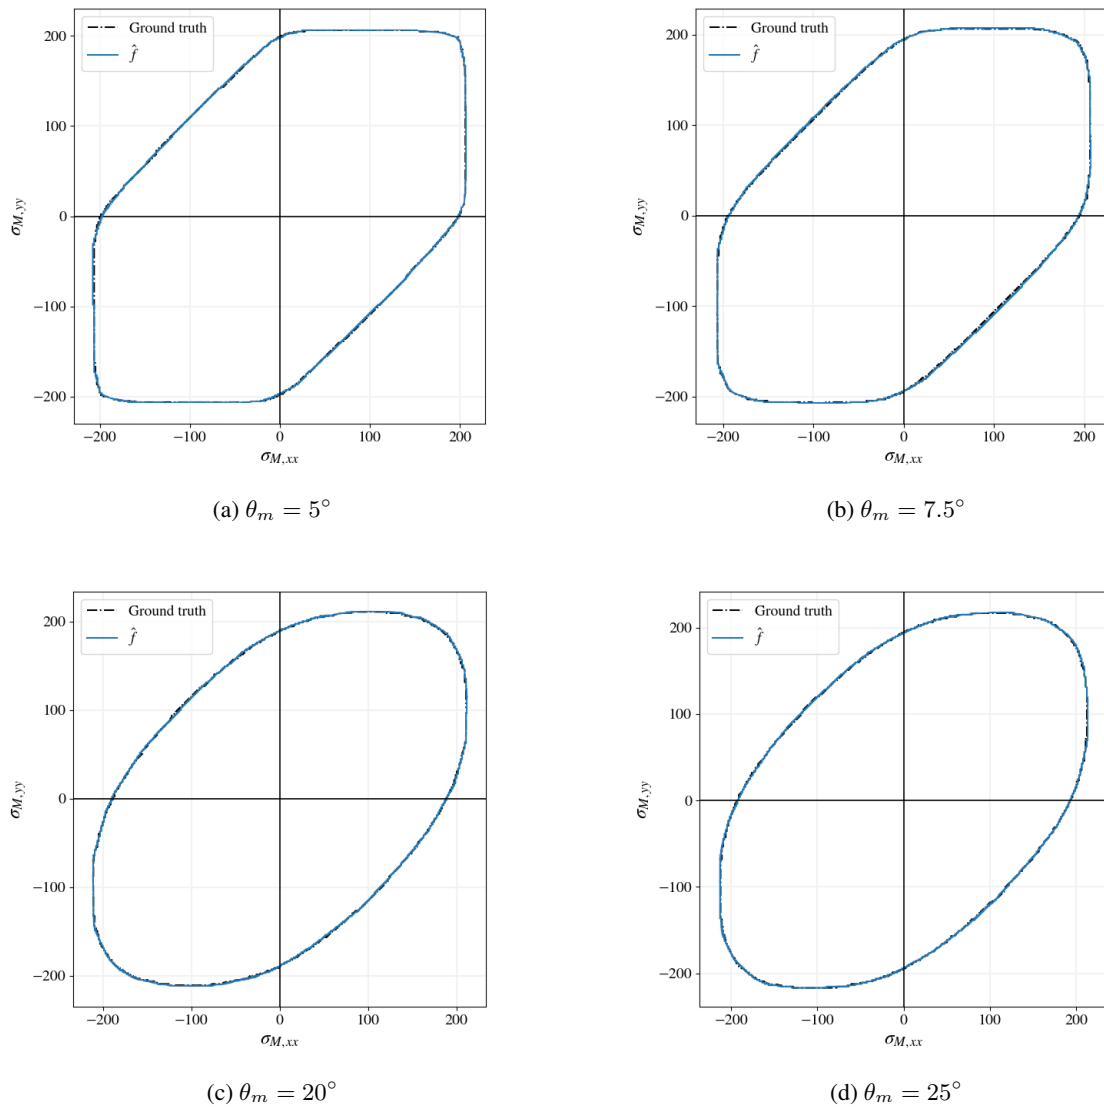 Ground truth
f̂
200
100
0
−100
−200
σM,yy
−200 −100 0 100 200
σM,xx
(a) θm = 5°
Ground truth
f̂
200
100
0
−100
−200
σM,yy
−200 −100 0 100 200
σM,xx
(b) θm = 7.5°
Ground truth
f̂
200
100
0
−100
−200
σM,yy
−200 −100 0 100 200
σM,xx
(c) θm = 20°
Ground truth
f̂
200
100
0
−100
−200
σM,yy
−200 −100 0 100 200
σM,xx
(d) θm = 25°